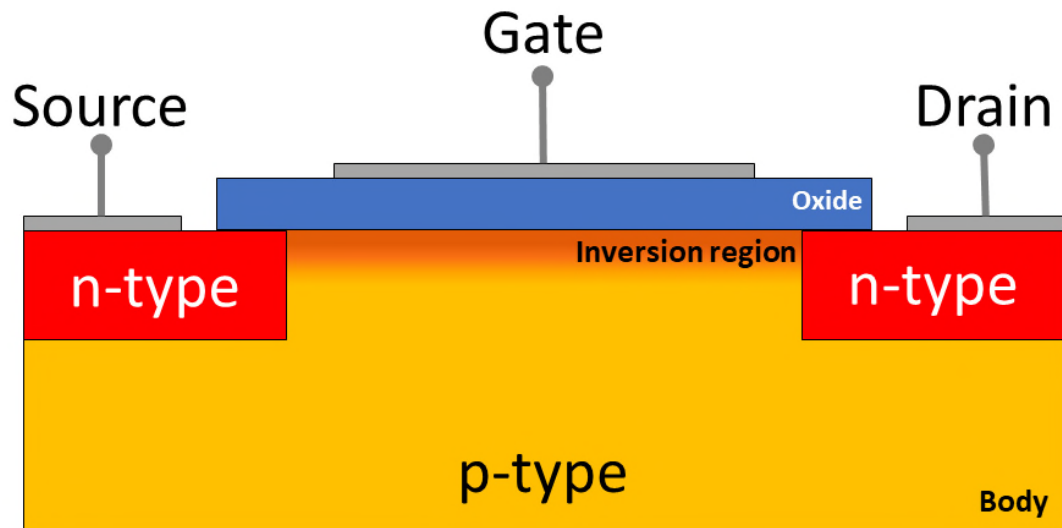 Gate
Source
Drain
Oxide
Inversion region
n-type
n-type
p-type
Body